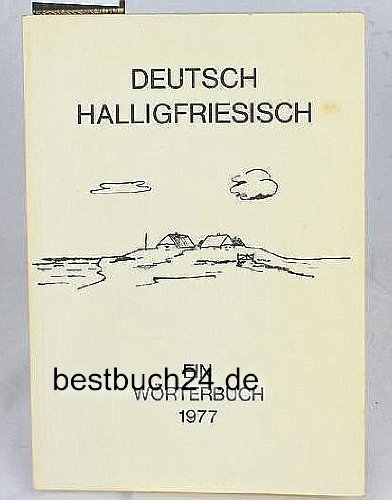 DEUTSCH
HALLIGFRIESISCH
EIN
bestbuch24.de
WÖRTERBUCH
1977